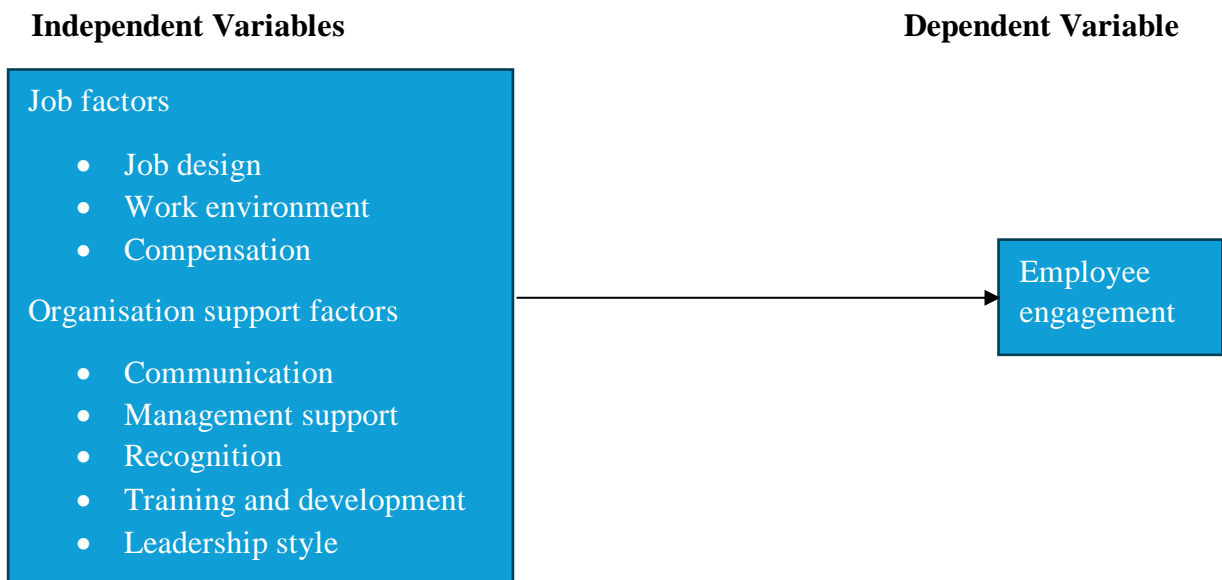 Independent Variables
Dependent Variable
Job factors
• Job design
• Work environment
• Compensation
Organisation support factors
• Communication
• Management support
• Recognition
• Training and development
• Leadership style
Employee
engagement